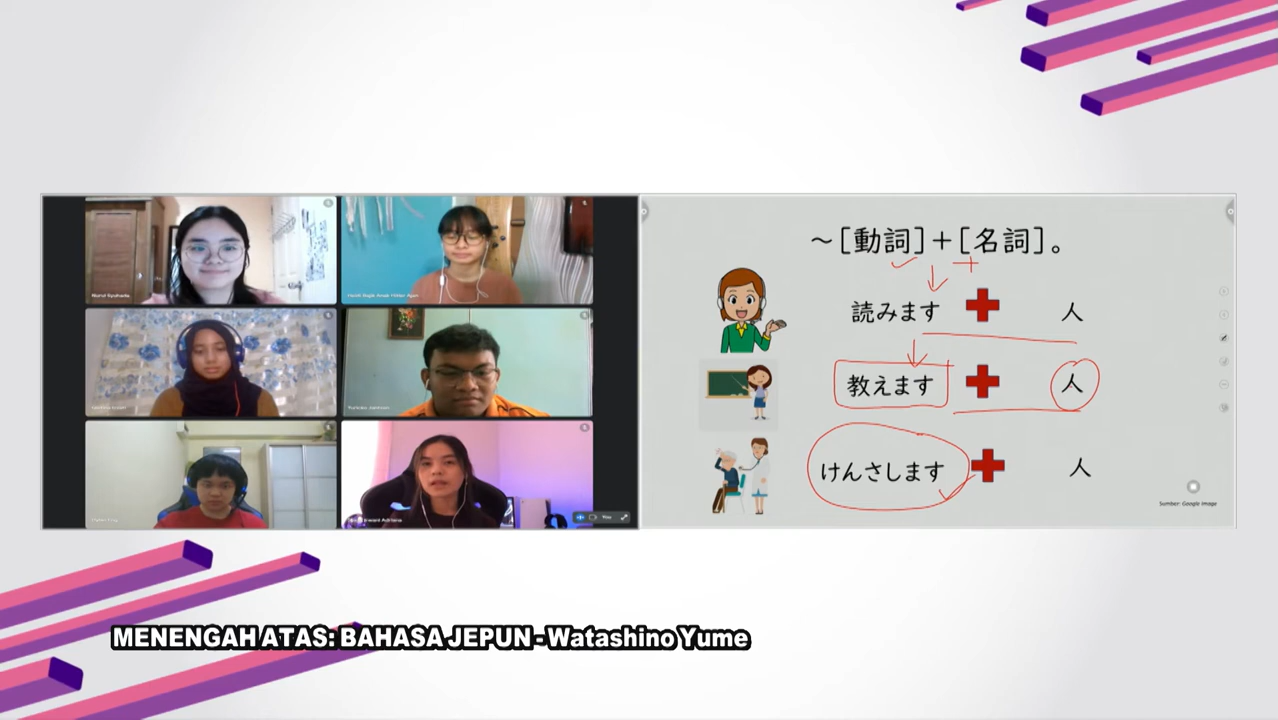 ~[動詞]+[名詞]。
読みます 人
教えます 人
けんさします 人
You
Sumber: Google Image
MENENGAH ATAS: BAHASA JEPUN - Watashino Yume